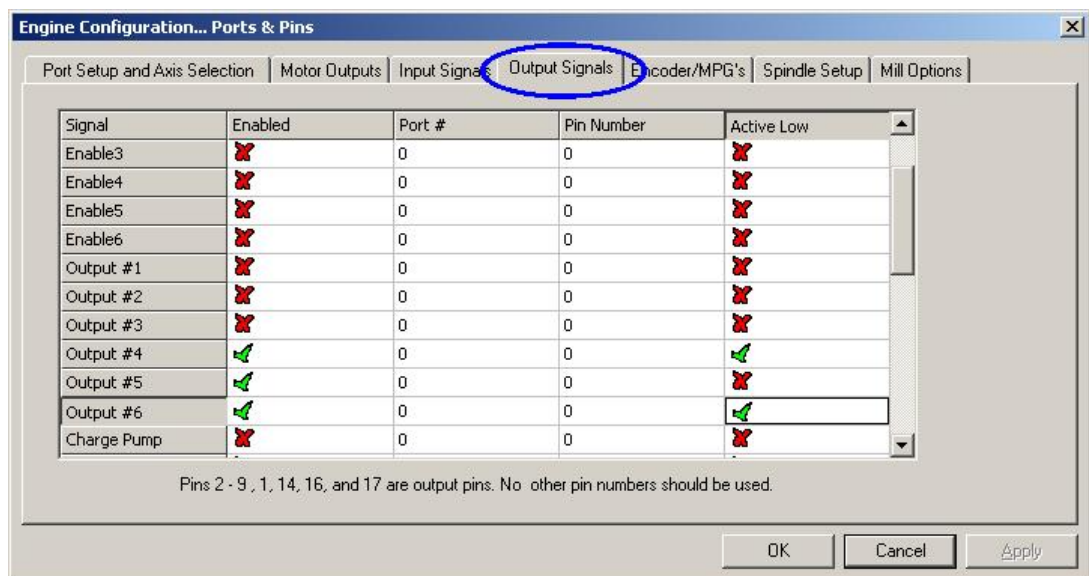 Engine Configuration... Ports & Pins
Port Setup and Axis Selection Motor Outputs Input Signals Output Signals Encoder/MPG's Spindle Setup Mill Options
Signal Enabled Port # Pin Number Active Low
Enable3 0 0
Enable4 0 0
Enable5 0 0
Enable6 0 0
Output #1 0 0
Output #2 0 0
Output #3 0 0
Output #4 0 0
Output #5 0 0
Output #6 0 0
Charge Pump 0 0
Pins 2 - 9 , 1, 14, 16, and 17 are output pins. No other pin numbers should be used.
OK Cancel Apply